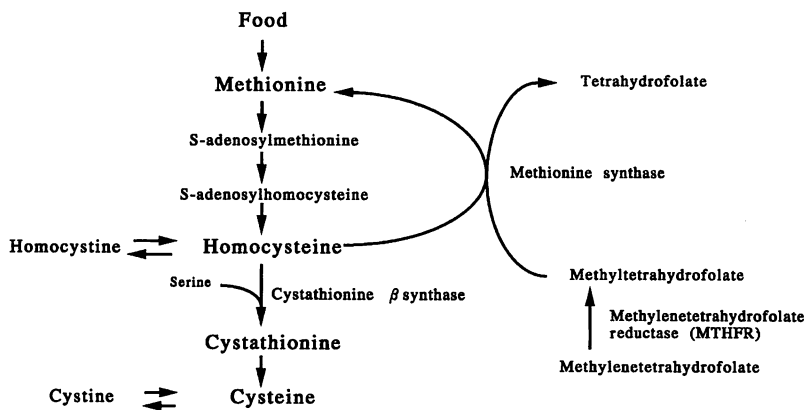 Food
Methionine
Tetrahydrofolate
S-adenosylmethionine
Methionine synthase
S-adenosylhomocysteine
Homocystine
Homocysteine
Methyltetrahydrofolate
Serine
Cystathionine β synthase
Methylenetetrahydrofolate
reductase (MTHFR)
Cystathionine
Methylenetetrahydrofolate
Cystine
Cysteine